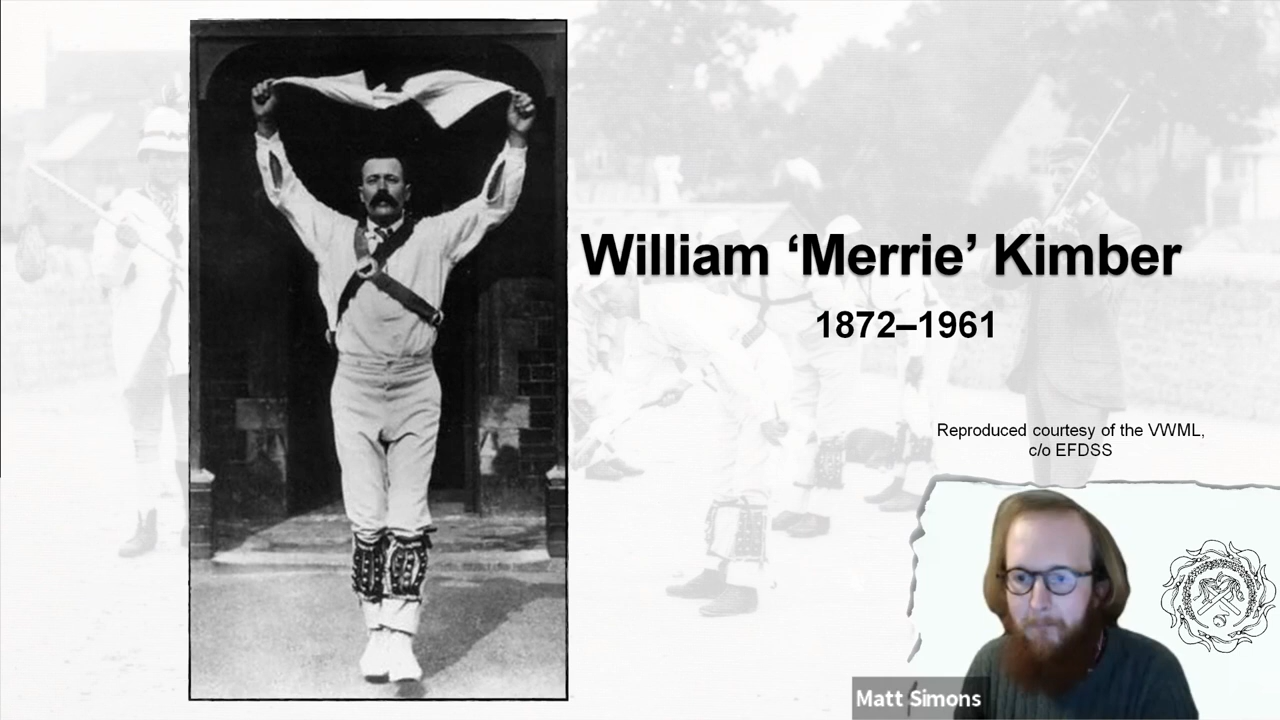 William ‘Merrie’ Kimber
1872–1961
Reproduced courtesy of the VWML,
c/o EFDSS
Matt Simons